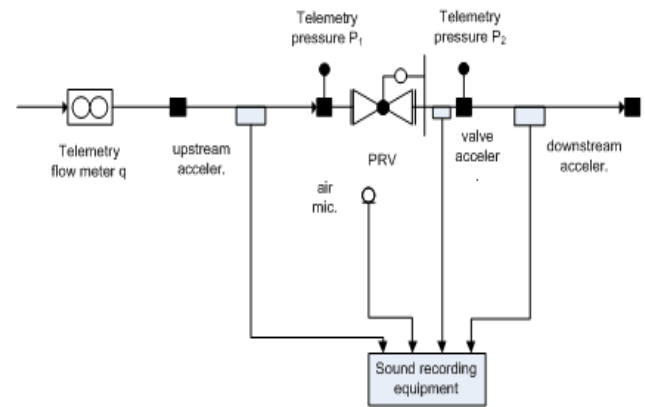 Telemetry
pressure P1
Telemetry
pressure P2
Telemetry
flow meter q
upstream
acceler.
PRV
valve
acceler
.
downstream
acceler.
air
mic.
Sound recording
equipment